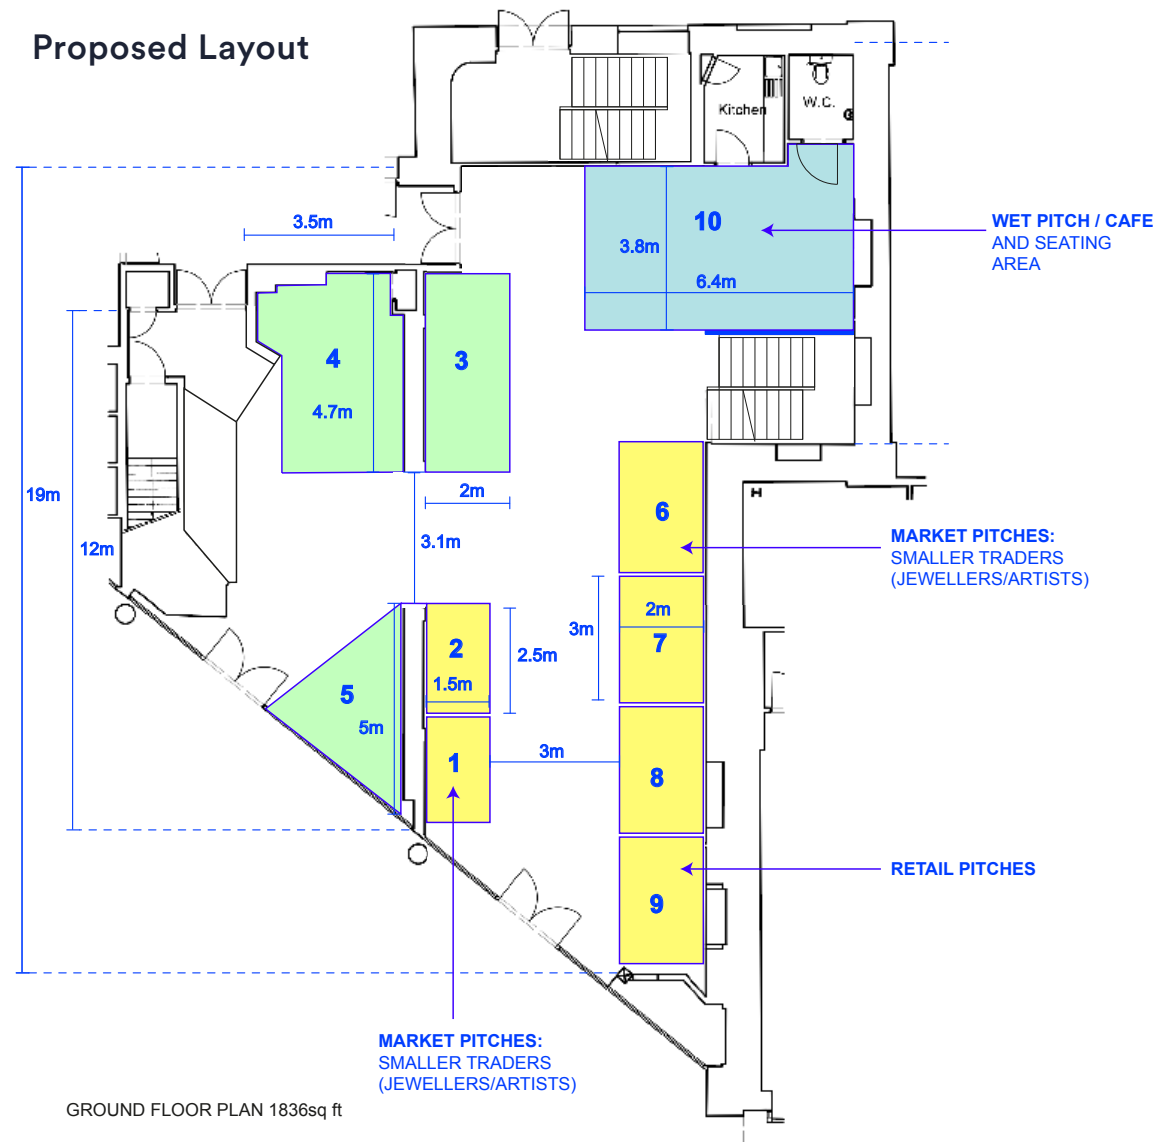 Proposed Layout
Kitchen
W.C.
3.5m
10
3.8m
6.4m
WET PITCH / CAFE
AND SEATING
AREA
4
3
4.7m
2m
19m
12m
3.1m
6
MARKET PITCHES:
SMALLER TRADERS
(JEWELLERS/ARTISTS)
H
2m
3m
7
2
2.5m
1.5m
5
5m
3m
1
8
RETAIL PITCHES
9
MARKET PITCHES:
SMALLER TRADERS
(JEWELLERS/ARTISTS)
GROUND FLOOR PLAN 1836sq ft